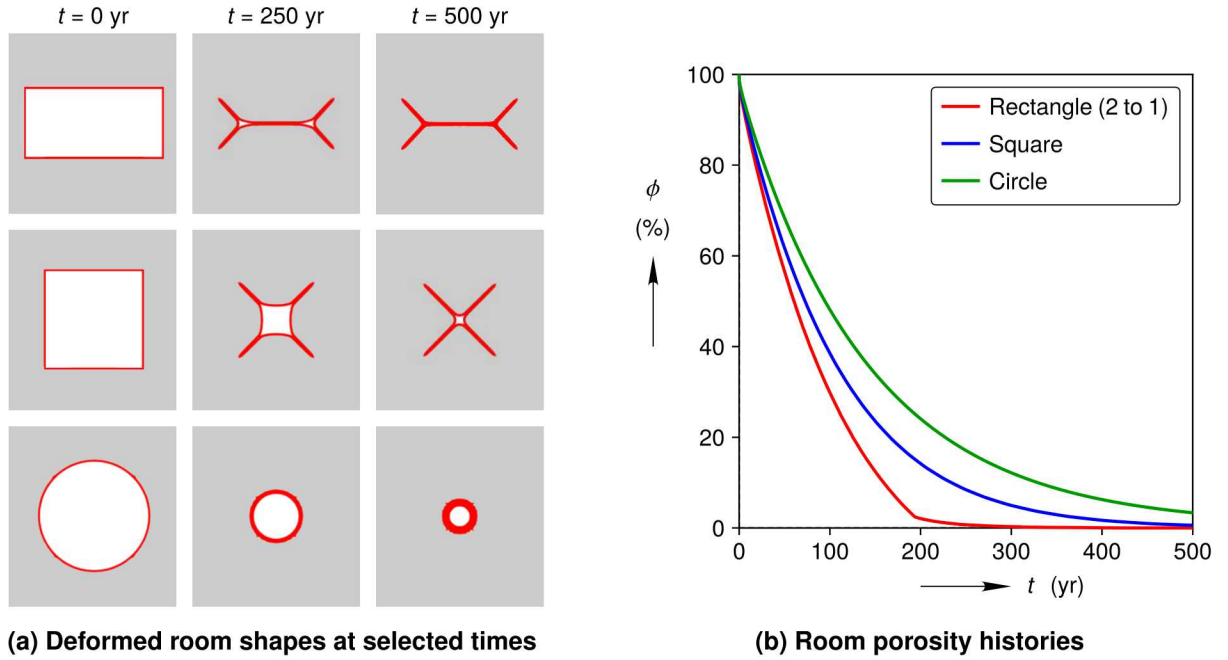 t = 0 yr
t = 250 yr
t = 500 yr
(a) Deformed room shapes at selected times
100
80
60
40
20
0
ϕ
(%)
Rectangle (2 to 1)
Square
Circle
0
100
200
300
400
500
t (yr)
(b) Room porosity histories